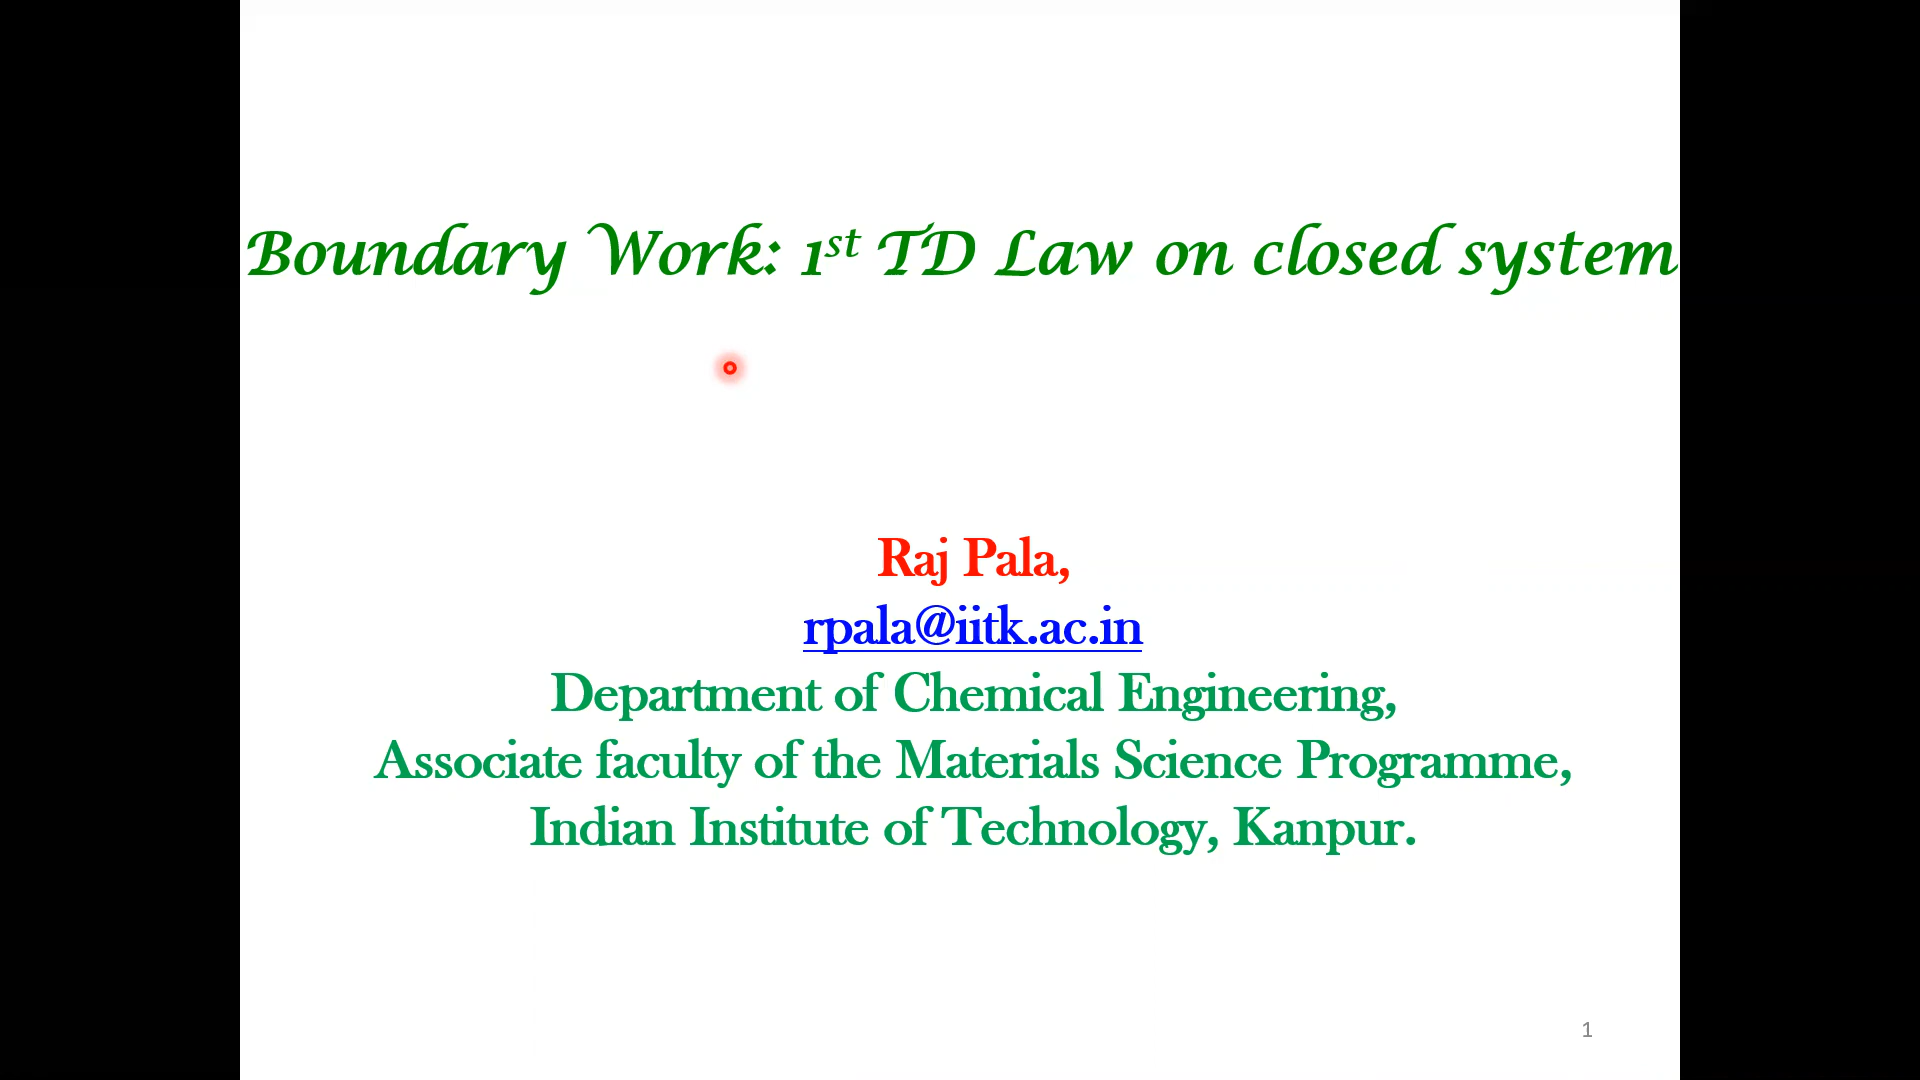 Boundary Work: 1st TD Law on closed system
Raj Pala,
rpala@iitk.ac.in
Department of Chemical Engineering,
Associate faculty of the Materials Science Programme,
Indian Institute of Technology, Kanpur.
1